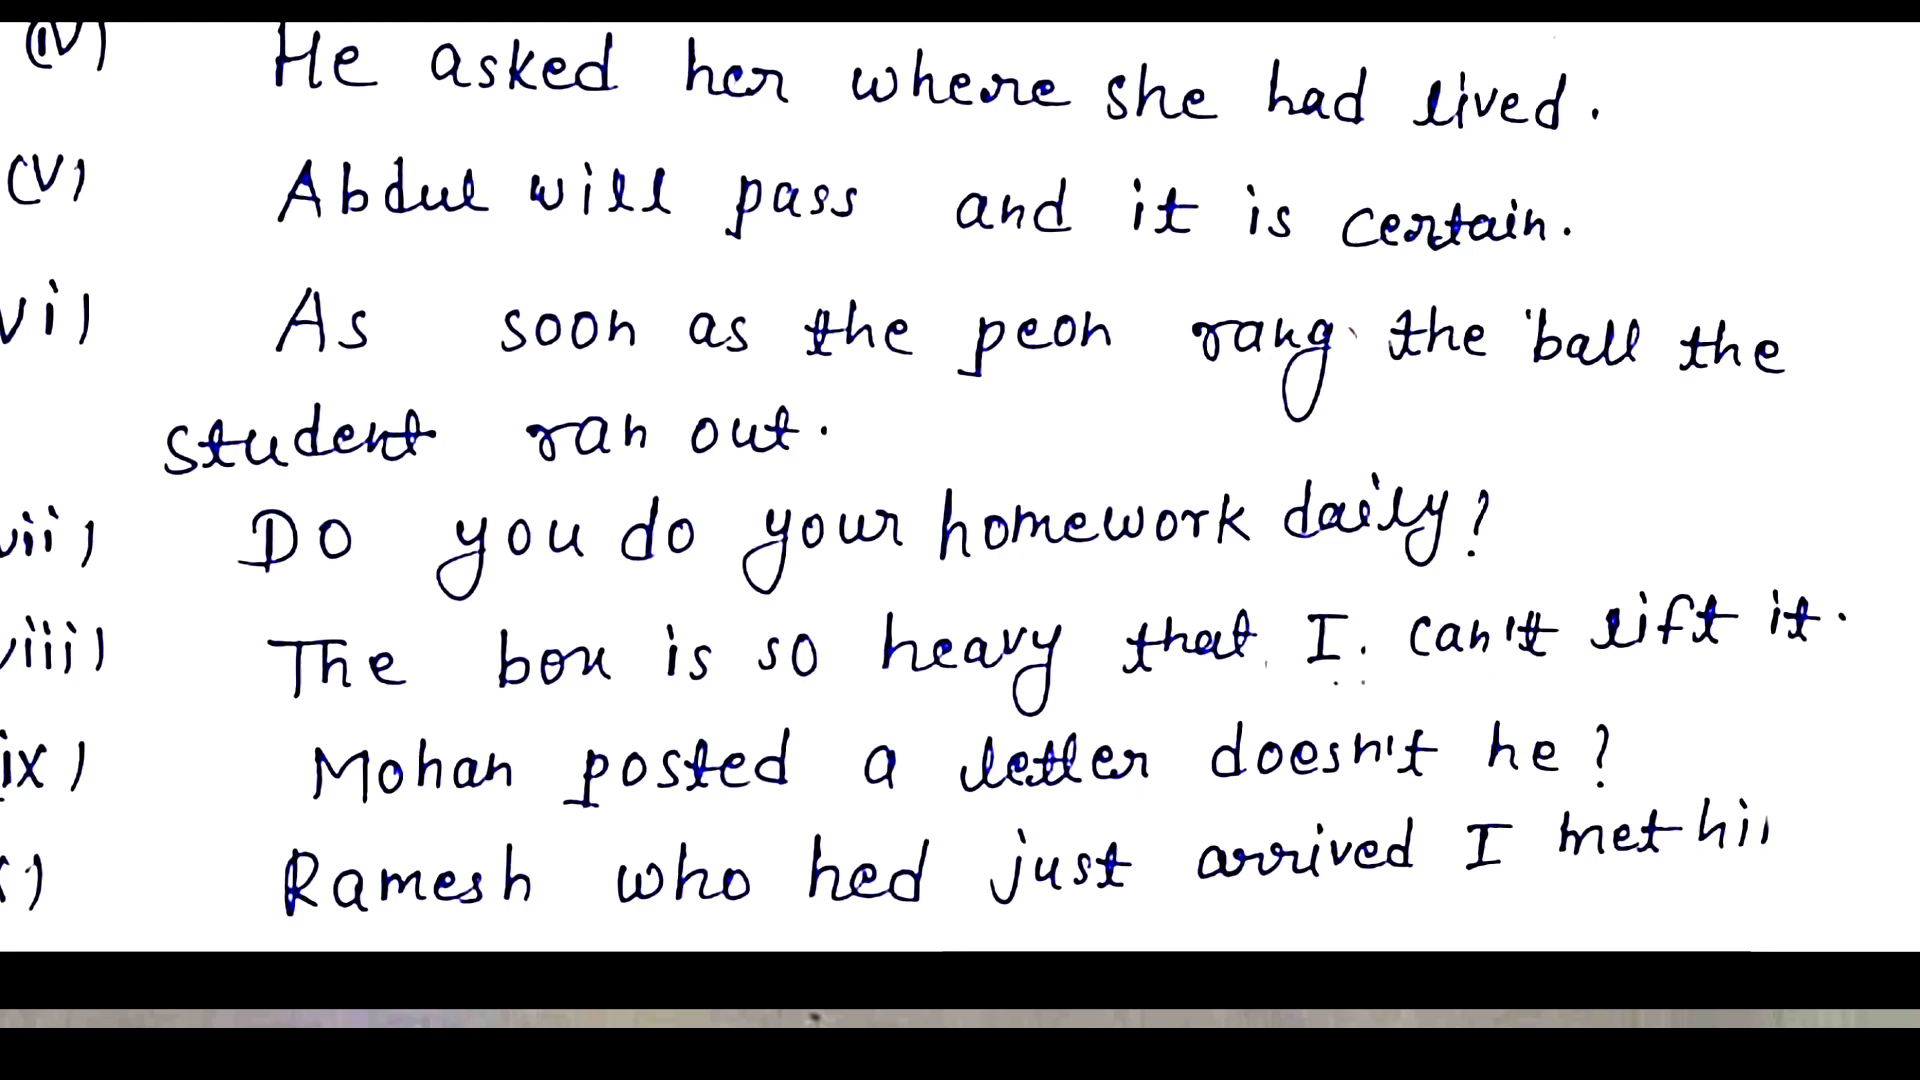 (iv) He asked her where she had lived.
(v) Abdul will pass and it is certain.
vi) As soon as the peon rang the ball the
student ran out.
vii) Do you do your homework daily?
viii) The box is so heavy that I. can't lift it.
ix) Mohan posted a letter doesn't he?
Ramesh who hed just arrived I met